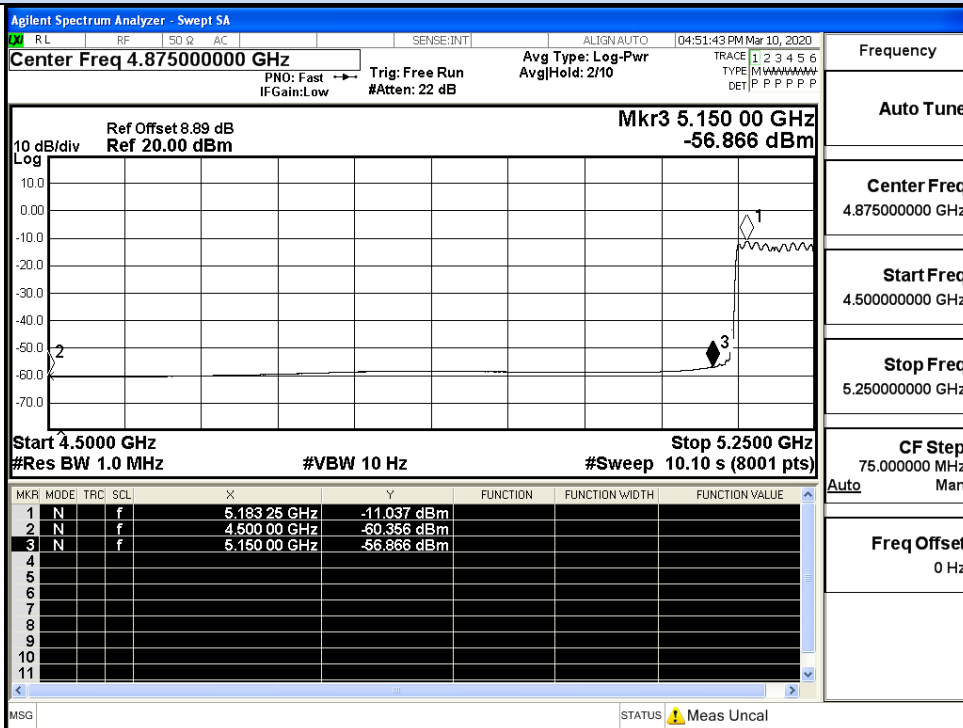 Agilent Spectrum Analyzer - Swept SA
LXI RL RF 50 Ω AC SENSE:INT ALIGN AUTO 04:51:43 PM Mar 10, 2020
Center Freq 4.875000000 GHz
PNO: Fast
IFGain:Low
Trig: Free Run
#Atten: 22 dB
Avg Type: Log-Pwr
Avg|Hold: 2/10
TRACE 1 2 3 4 5 6
TYPE M W W W W W
DET P P P P P P
Mkr3 5.150 00 GHz
-56.866 dBm
Ref Offset 8.89 dB
10 dB/div Ref 20.00 dBm
Log
10.0
0.00
-10.0
-20.0
-30.0
-40.0
-50.0
-60.0
-70.0
1
2
3
Start 4.5000 GHz Stop 5.2500 GHz
#Res BW 1.0 MHz #VBW 10 Hz #Sweep 10.10 s (8001 pts)
MKR MODE TRC SCL X Y FUNCTION FUNCTION WIDTH FUNCTION VALUE
1 N f 5.183 25 GHz -11.037 dBm
2 N f 4.500 00 GHz -60.356 dBm
3 N f 5.150 00 GHz -56.866 dBm
4
5
6
7
8
9
10
11
MSG STATUS Meas Uncal
Frequency
Auto Tune
Center Freq
4.875000000 GHz
Start Freq
4.500000000 GHz
Stop Freq
5.250000000 GHz
CF Step
75.000000 MHz
Auto Man
Freq Offset
0 Hz